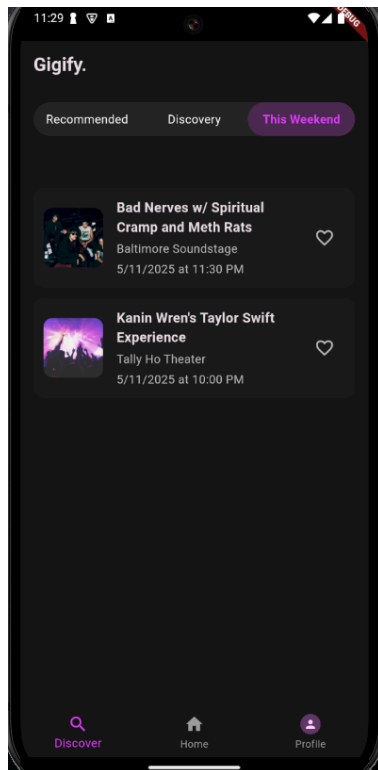 11:29
DEBUG
Gigify.
Recommended Discovery This Weekend
Bad Nerves w/ Spiritual
Cramp and Meth Rats
Baltimore Soundstage
5/11/2025 at 11:30 PM
Kanin Wren's Taylor Swift
Experience
Tally Ho Theater
5/11/2025 at 10:00 PM
Discover Home Profile